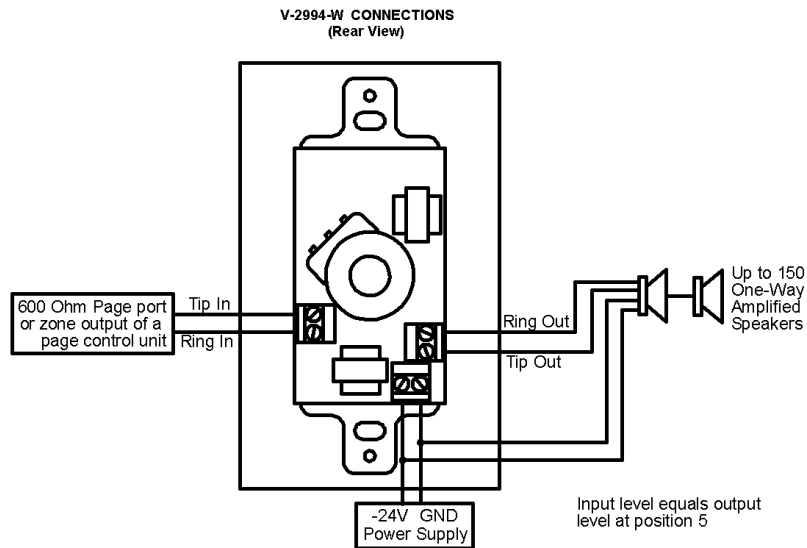 V-2994-W CONNECTIONS
(Rear View)
600 Ohm Page port
or zone output of a
page control unit
Tip In
Ring In
Ring Out
Tip Out
Up to 150
One-Way
Amplified
Speakers
-24V GND
Power Supply
Input level equals output
level at position 5